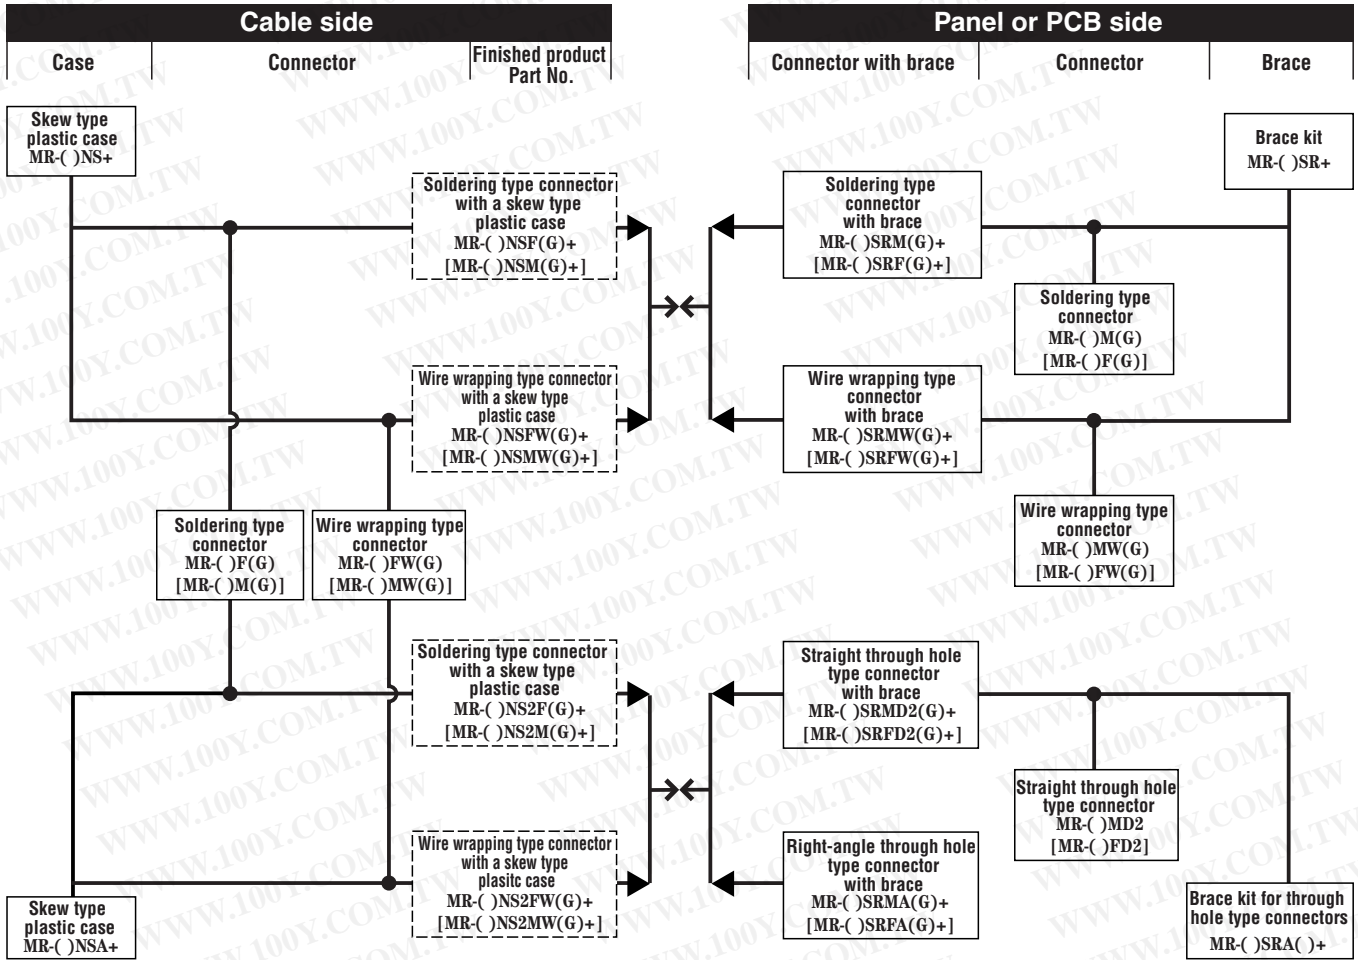 Cable side
Panel or PCB side
Case
Connector
Finished product
Part No.
Connector with brace
Connector
Brace
Skew type
plastic case
MR-( )NS+
Soldering type connector
with a skew type
plastic case
MR-( )NSF(G)+
[MR-( )NSM(G)+]
Soldering type
connector
with brace
MR-( )SRM(G)+
[MR-( )SRF(G)+]
Brace kit
MR-( )SR+
Soldering type
connector
MR-( )M(G)
[MR-( )F(G)]
Wire wrapping type connector
with a skew type
plastic case
MR-( )NSFW(G)+
[MR-( )NSMW(G)+]
Wire wrapping type
connector
with brace
MR-( )SRMW(G)+
[MR-( )SRFW(G)+]
Soldering type
connector
MR-( )F(G)
[MR-( )M(G)]
Wire wrapping type
connector
MR-( )FW(G)
[MR-( )MW(G)]
Wire wrapping type
connector
MR-( )MW(G)
[MR-( )FW(G)]
Soldering type connector
with a skew type
plastic case
MR-( )NS2F(G)+
[MR-( )NS2M(G)+]
Straight through hole
type connector
with brace
MR-( )SRMD2(G)+
[MR-( )SRFD2(G)+]
Straight through hole
type connector
MR-( )MD2
[MR-( )FD2]
Wire wrapping type connector
with a skew type
plasitc case
MR-( )NS2FW(G)+
[MR-( )NS2MW(G)+]
Right-angle through hole
type connector
with brace
MR-( )SRMA(G)+
[MR-( )SRFA(G)+]
Skew type
plastic case
MR-( )NSA+
Brace kit for through
hole type connectors
MR-( )SRA( )+
WWW.100Y.COM.TW